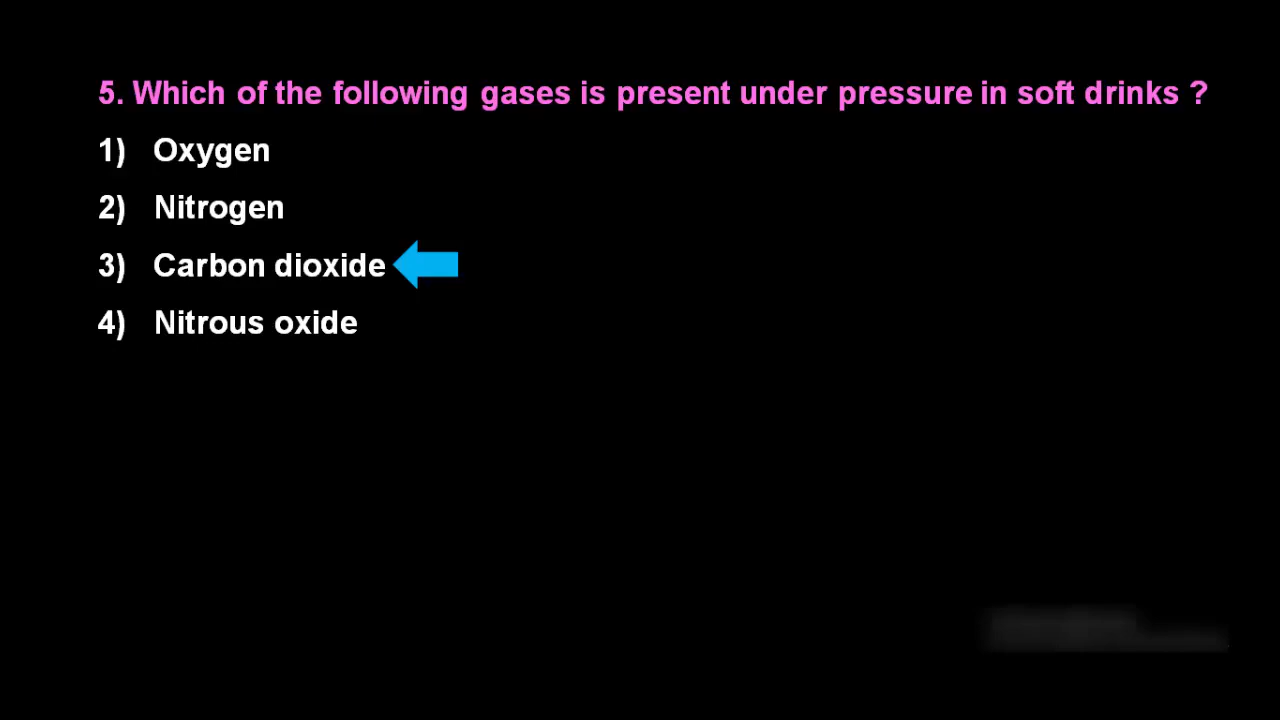 5. Which of the following gases is present under pressure in soft drinks ?
1) Oxygen
2) Nitrogen
3) Carbon dioxide
4) Nitrous oxide